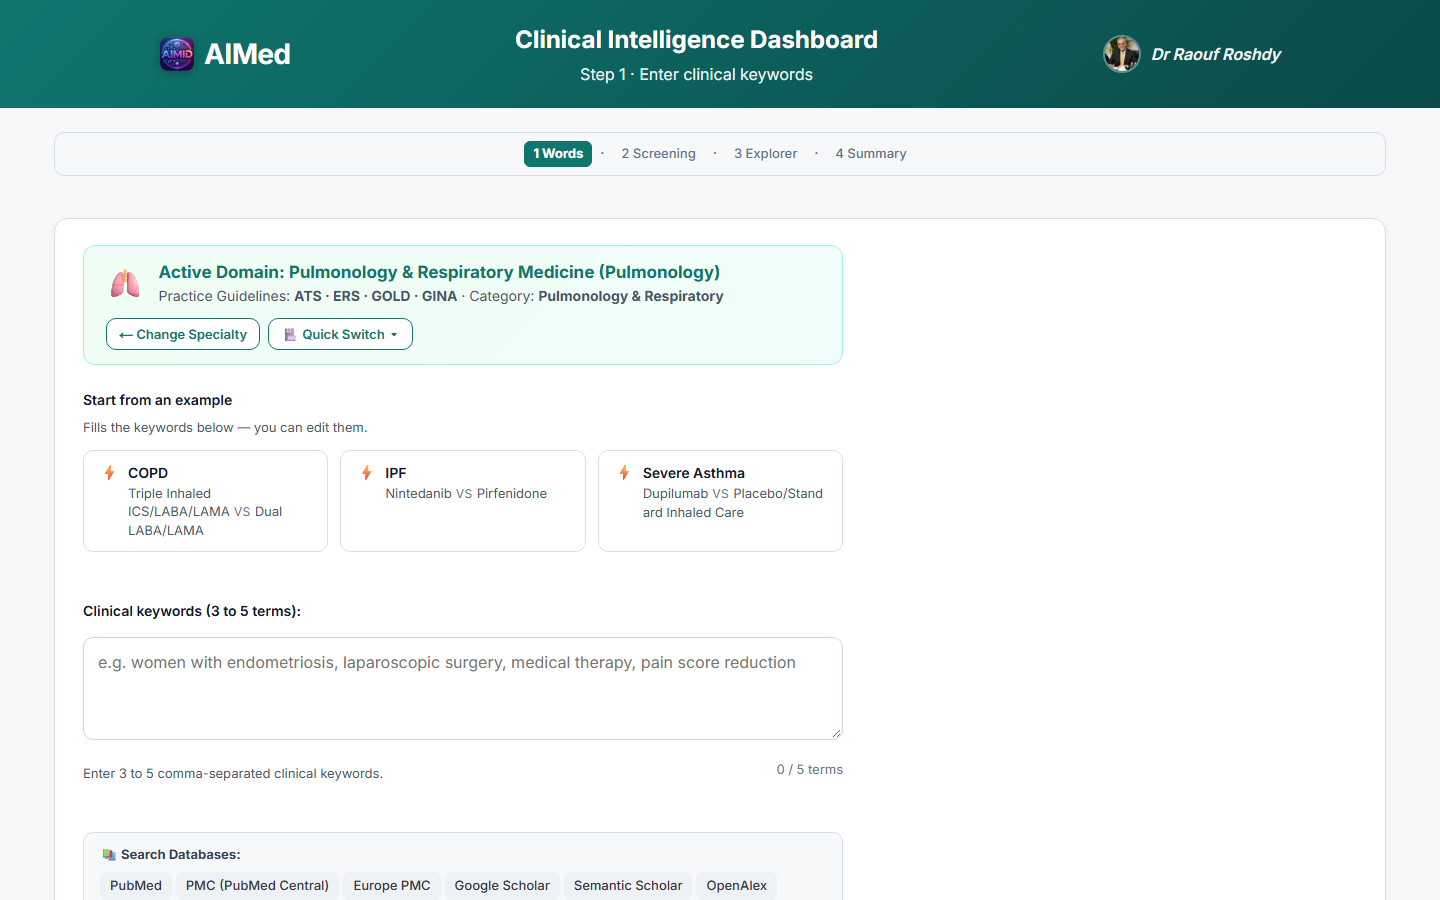 AIMID
AIMed
Clinical Intelligence Dashboard
Step 1 · Enter clinical keywords
Dr Raouf Roshdy
1 Words · 2 Screening · 3 Explorer · 4 Summary
Active Domain: Pulmonology & Respiratory Medicine (Pulmonology)
Practice Guidelines: ATS · ERS · GOLD · GINA · Category: Pulmonology & Respiratory
← Change Specialty
Quick Switch
Start from an example
Fills the keywords below — you can edit them.
COPD
Triple Inhaled
ICS/LABA/LAMA VS Dual
LABA/LAMA
IPF
Nintedanib VS Pirfenidone
Severe Asthma
Dupilumab VS Placebo/Stand
ard Inhaled Care
Clinical keywords (3 to 5 terms):
e.g. women with endometriosis, laparoscopic surgery, medical therapy, pain score reduction
Enter 3 to 5 comma-separated clinical keywords.
0 / 5 terms
Search Databases:
PubMed
PMC (PubMed Central)
Europe PMC
Google Scholar
Semantic Scholar
OpenAlex